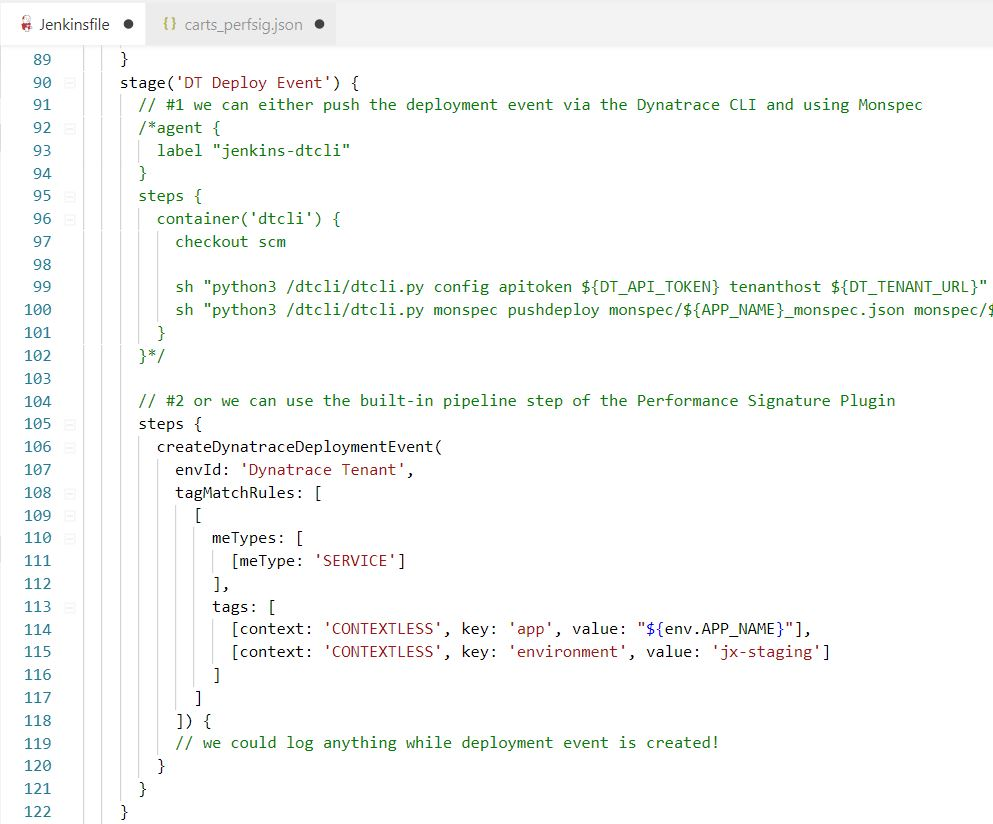 Jenkinsfile ● {} carts_perfsig.json ●
89 }
90 stage('DT Deploy Event') {
91 // #1 we can either push the deployment event via the Dynatrace CLI and using Monspec
92 /*agent {
93 label "jenkins-dtcli"
94 }
95 steps {
96 container('dtcli') {
97 checkout scm
98
99 sh "python3 /dtcli/dtcli.py config apitoken ${DT_API_TOKEN} tenanthost ${DT_TENANT_URL}"
100 sh "python3 /dtcli/dtcli.py monspec pushdeploy monspec/${APP_NAME}_monspec.json monspec/$
101 }
102 }*/
103
104 // #2 or we can use the built-in pipeline step of the Performance Signature Plugin
105 steps {
106 createDynatraceDeploymentEvent(
107 envId: 'Dynatrace Tenant',
108 tagMatchRules: [
109 [
110 meTypes: [
111 [meType: 'SERVICE']
112 ],
113 tags: [
114 [context: 'CONTEXTLESS', key: 'app', value: "${env.APP_NAME}"],
115 [context: 'CONTEXTLESS', key: 'environment', value: 'jx-staging']
116 ]
117 ]
118 ]) {
119 // we could log anything while deployment event is created!
120 }
121 }
122 }